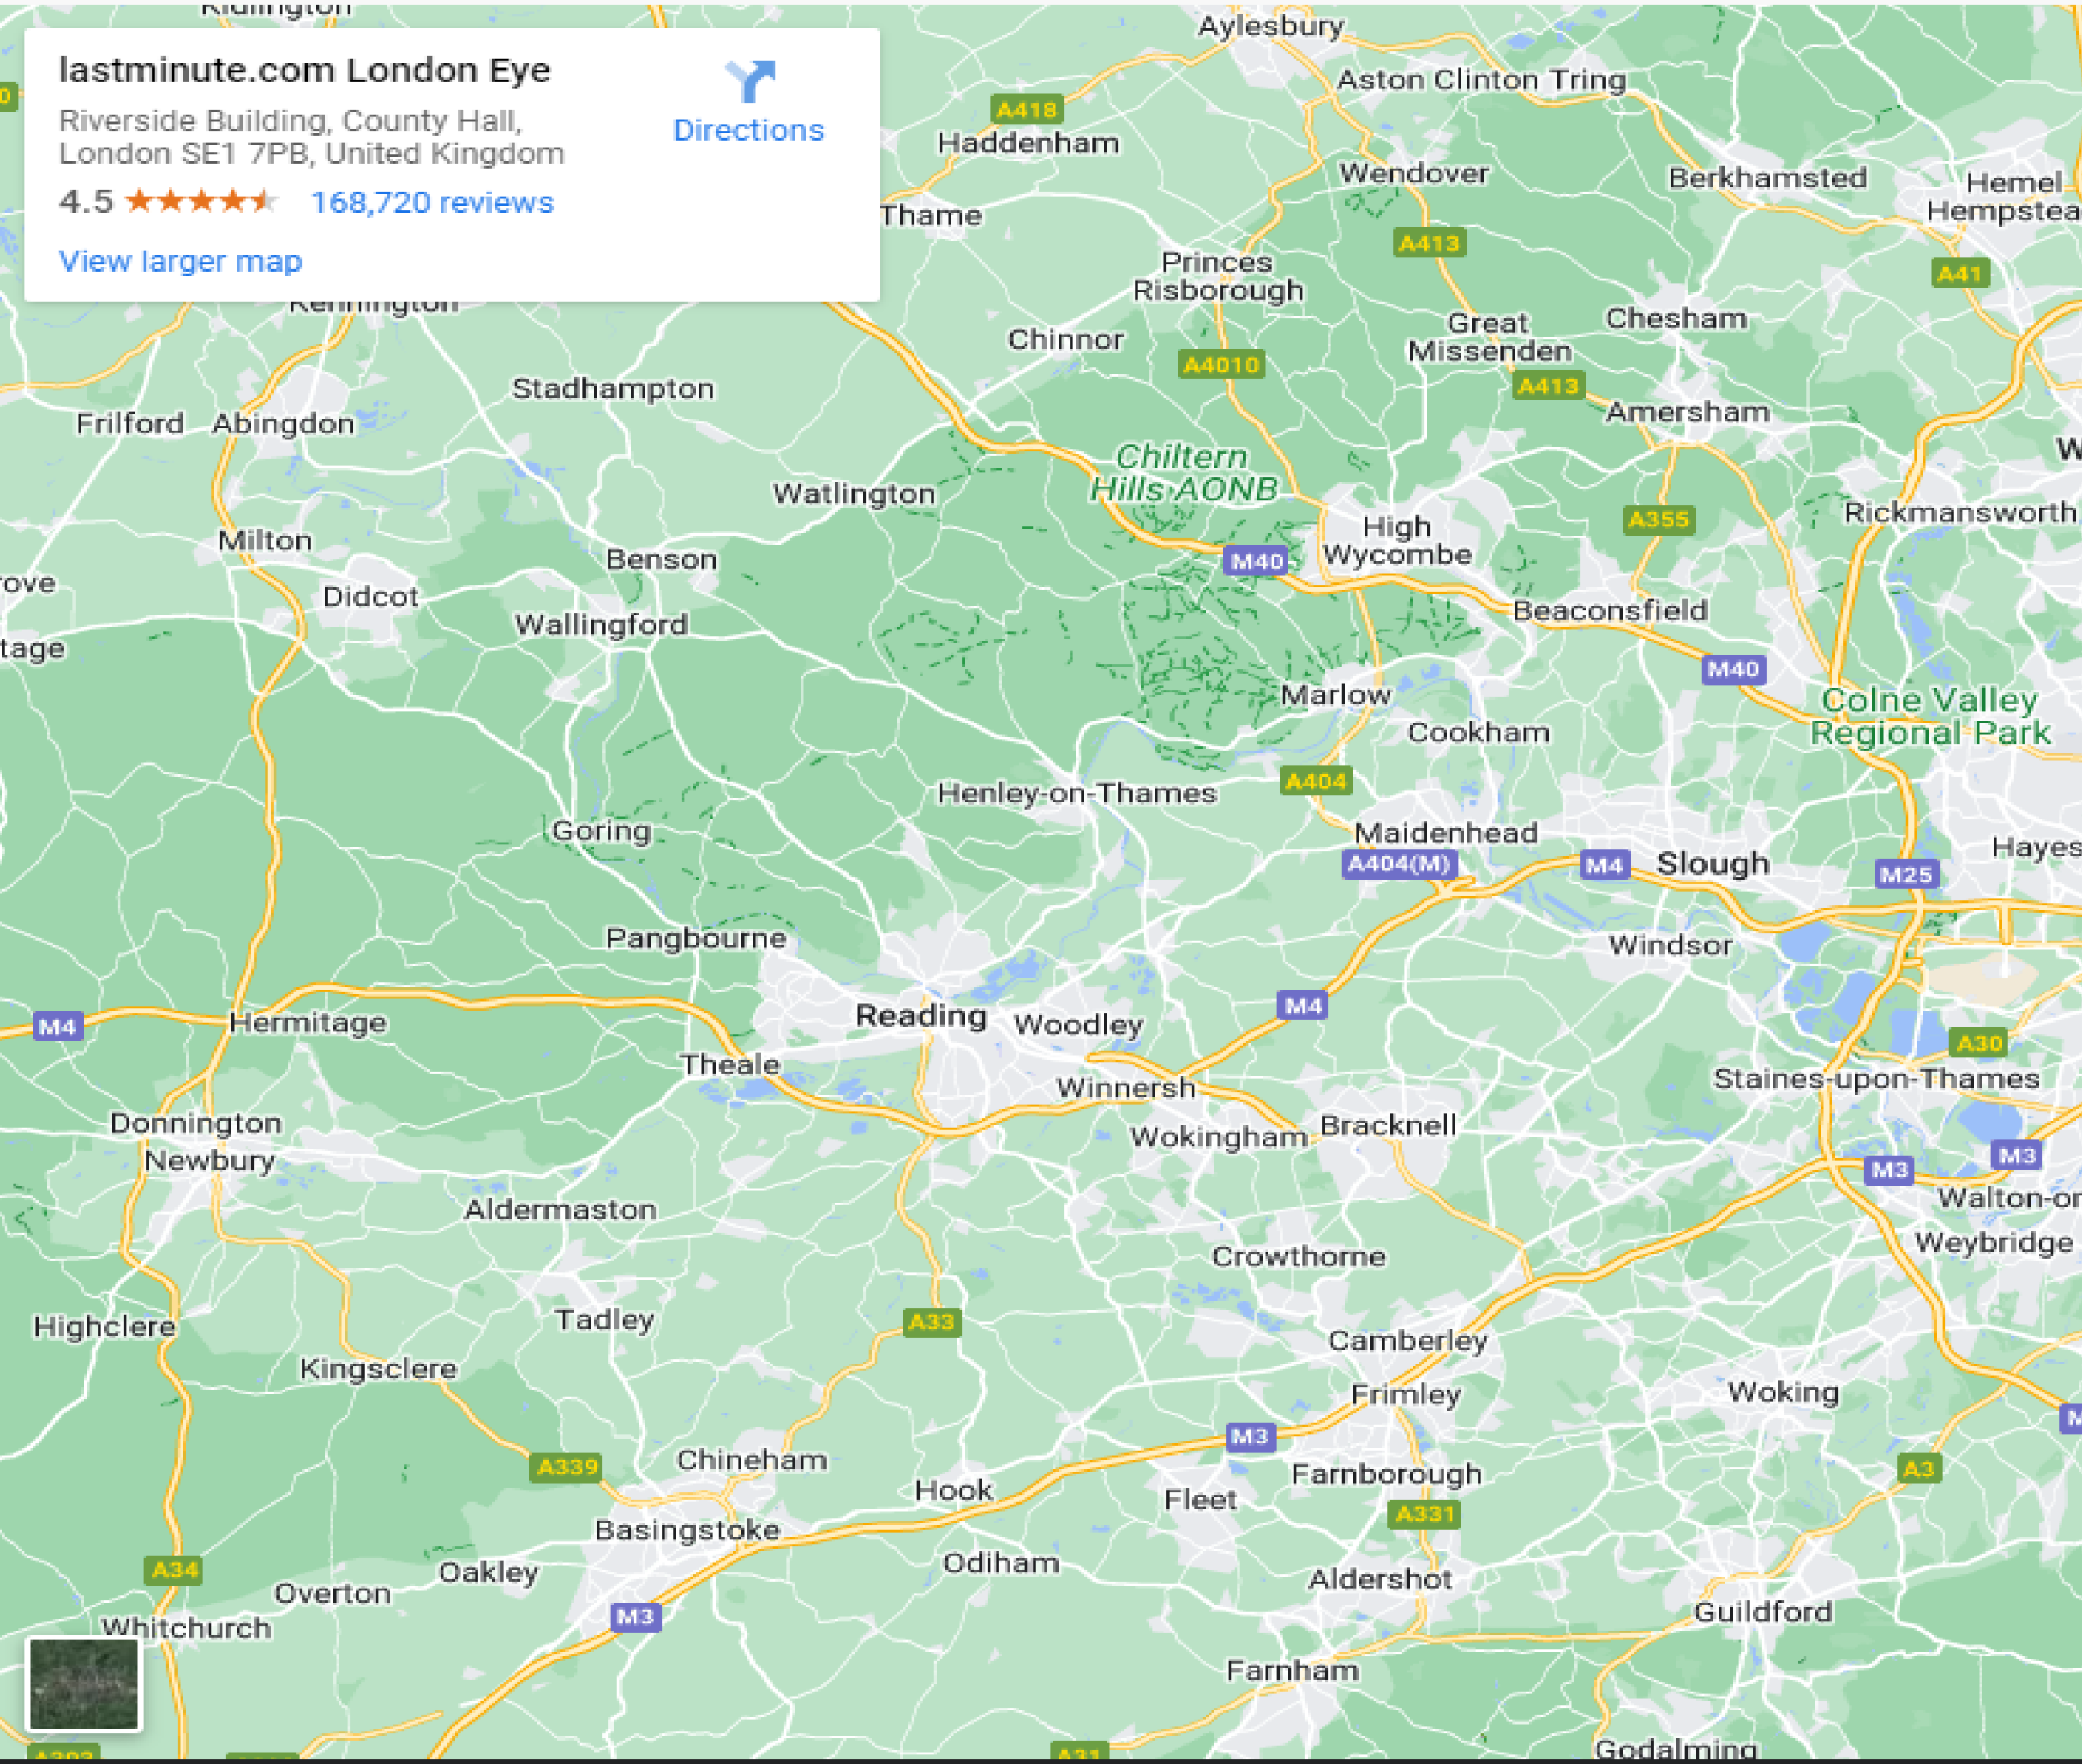 Kidlington
lastminute.com London Eye
Riverside Building, County Hall,
London SE1 7PB, United Kingdom
4.5
168,720 reviews
View larger map
Directions
Aylesbury
Aston Clinton Tring
A418
Haddenham
Wendover
Berkhamsted
Hemel
Hempstea
Thame
A413
A41
Princes
Risborough
Kennington
Chinnor
Great
Missenden
Chesham
A4010
A413
Stadhampton
Amersham
Frilford
Abingdon
W
Chiltern
Hills AONB
Watlington
Rickmansworth
A355
High
Wycombe
Milton
Benson
M40
rove
Didcot
Beaconsfield
Wallingford
tage
M40
Marlow
Colne Valley
Regional Park
Cookham
A404
Henley-on-Thames
Goring
Maidenhead
Hayes
A404(M)
M4
Slough
M25
Pangbourne
Windsor
M4
Hermitage
Reading
Woodley
M4
A30
Theale
Winnersh
Staines-upon-Thames
Donnington
Newbury
Wokingham
Bracknell
M3
M3
Aldermaston
Walton-on
Crowthorne
Weybridge
Highclere
Tadley
A33
Camberley
Kingsclere
Frimley
Woking
M
M3
A339
Chineham
Farnborough
A3
Hook
Fleet
A331
Basingstoke
A34
Oakley
Odiham
Aldershot
Overton
Whitchurch
M3
Guildford
Farnham
Godalming
A31